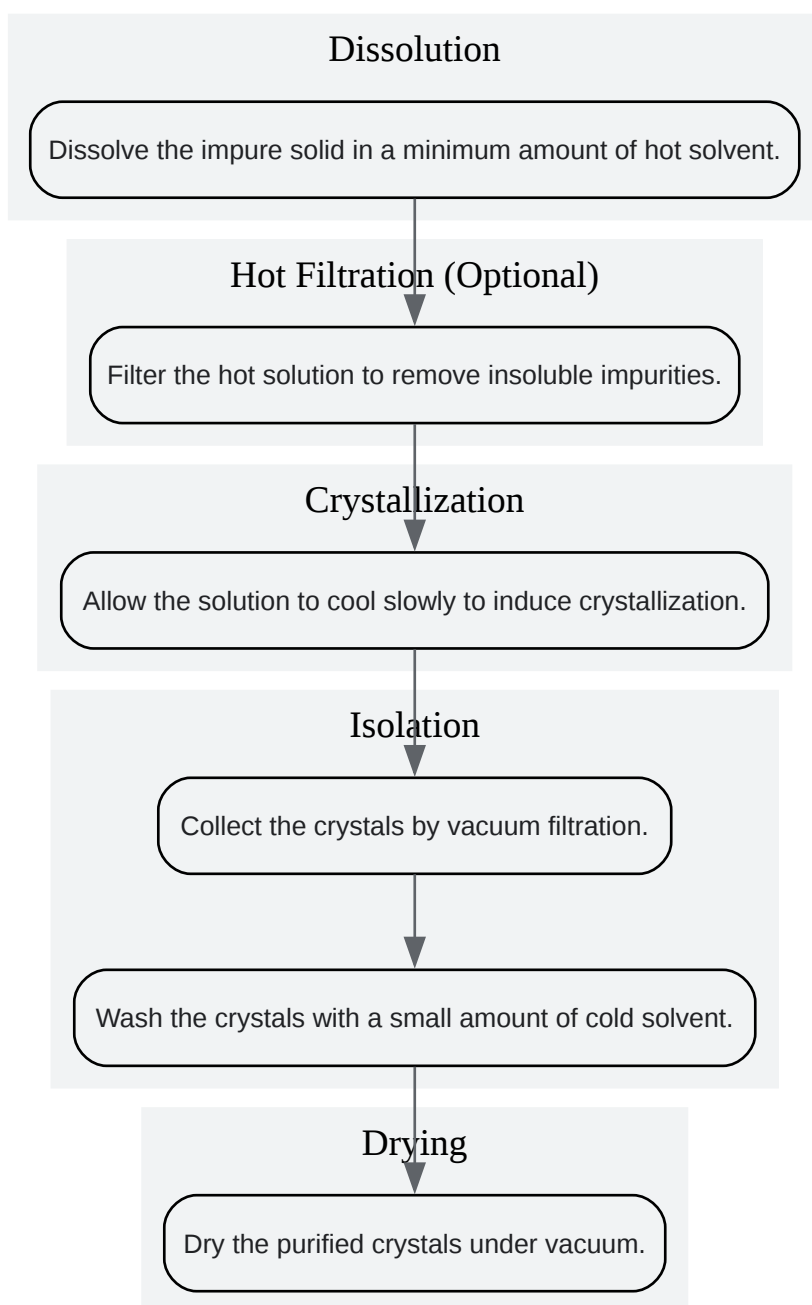 Dissolution
Dissolve the impure solid in a minimum amount of hot solvent.
Hot Filtration (Optional)
Filter the hot solution to remove insoluble impurities.
Crystallization
Allow the solution to cool slowly to induce crystallization.
Isolation
Collect the crystals by vacuum filtration.
Wash the crystals with a small amount of cold solvent.
Drying
Dry the purified crystals under vacuum.